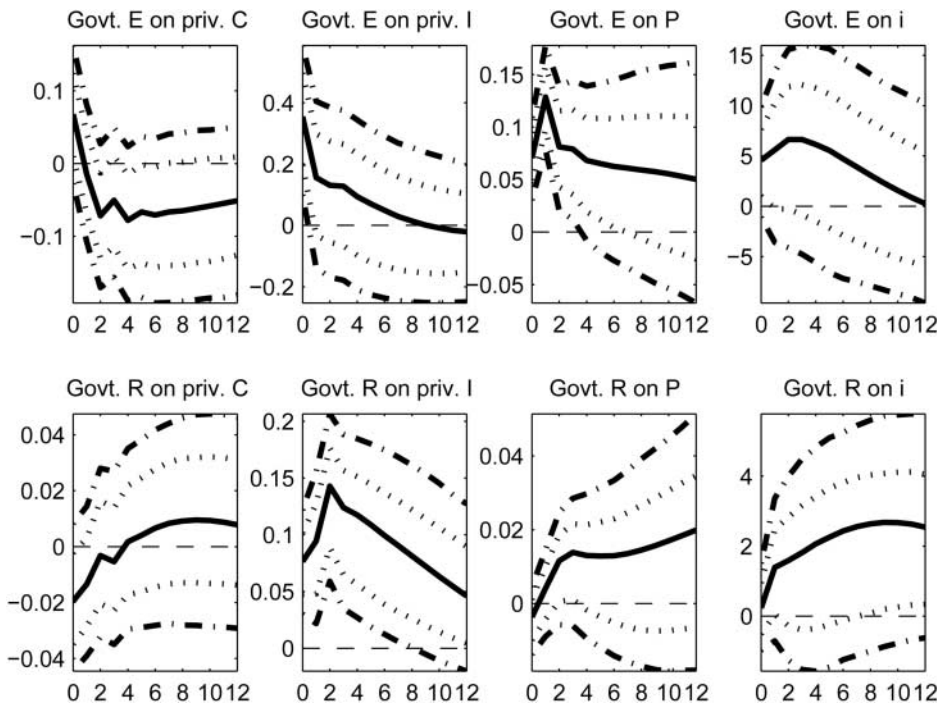 Govt. E on priv. C
Govt. E on priv. I
Govt. E on P
Govt. E on i
0.1
0
−0.1
0 2 4 6 8 10 12
0.4
0.2
0
−0.2
0 2 4 6 8 10 12
0.15
0.1
0.05
0
−0.05
0 2 4 6 8 10 12
15
10
5
0
−5
0 2 4 6 8 10 12
Govt. R on priv. C
Govt. R on priv. I
Govt. R on P
Govt. R on i
0.04
0.02
0
−0.02
−0.04
0 2 4 6 8 10 12
0.2
0.15
0.1
0.05
0
0 2 4 6 8 10 12
0.04
0.02
0
0 2 4 6 8 10 12
4
2
0
0 2 4 6 8 10 12